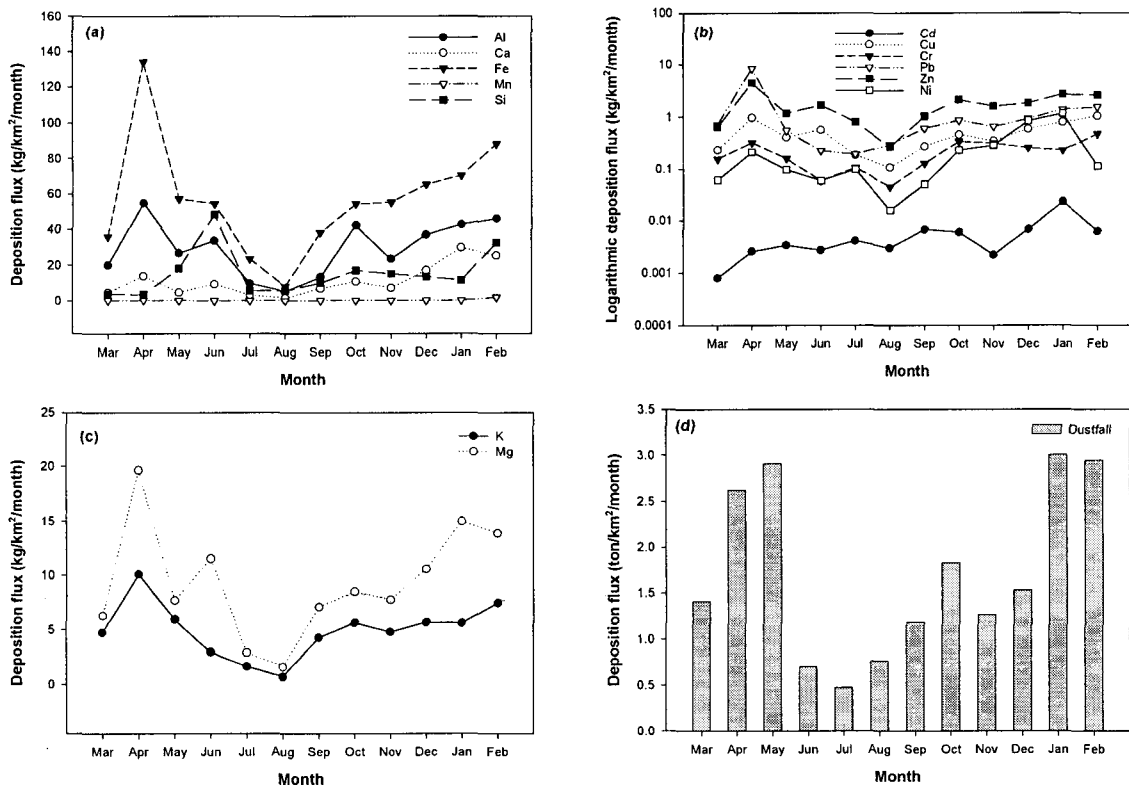 (a)
Al
Ca
Fe
Mn
Si
Deposition flux (kg/km²/month)
160
140
120
100
80
60
40
20
0
Mar Apr May Jun Jul Aug Sep Oct Nov Dec Jan Feb
Month
(b)
Cd
Cu
Cr
Pb
Zn
Ni
Logarithmic deposition flux (kg/km²/month)
100
10
1
0.1
0.01
0.001
0.0001
Mar Apr May Jun Jul Aug Sep Oct Nov Dec Jan Feb
Month
(c)
K
Mg
Deposition flux (kg/km²/month)
25
20
15
10
5
0
Mar Apr May Jun Jul Aug Sep Oct Nov Dec Jan Feb
Month
(d)
Dustfall
Deposition flux (ton/km²/month)
3.5
3.0
2.5
2.0
1.5
1.0
0.5
0.0
Mar Apr May Jun Jul Aug Sep Oct Nov Dec Jan Feb
Month